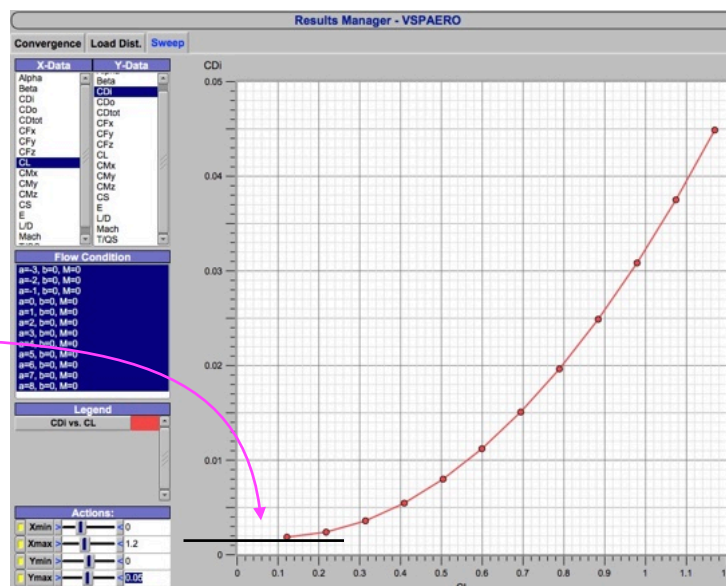 Results Manager - VSPAERO
Convergence Load Dist. Sweep
X-Data Y-Data
Alpha
Beta
CDi
CDo
CDtot
CFx
CFy
CFz
CL
CMx
CMy
CMz
CS
E
L/D
Mach
Beta
CDi
CDo
CDtot
CFx
CFy
CFz
CL
CMx
CMy
CMz
CS
E
L/D
Mach
T/QS
Flow Condition
a=-3, b=0, M=0
a=-2, b=0, M=0
a=-1, b=0, M=0
a=0, b=0, M=0
a=1, b=0, M=0
a=2, b=0, M=0
a=3, b=0, M=0
a=4, b=0, M=0
a=5, b=0, M=0
a=6, b=0, M=0
a=7, b=0, M=0
a=8, b=0, M=0
Legend
CDi vs. CL
Actions:
Xmin > < 0
Xmax > < 1.2
Ymin > < 0
Ymax > < 0.05
CDi
0.05
0.04
0.03
0.02
0.01
0
0 0.1 0.2 0.3 0.4 0.5 0.6 0.7 0.8 0.9 1 1.1